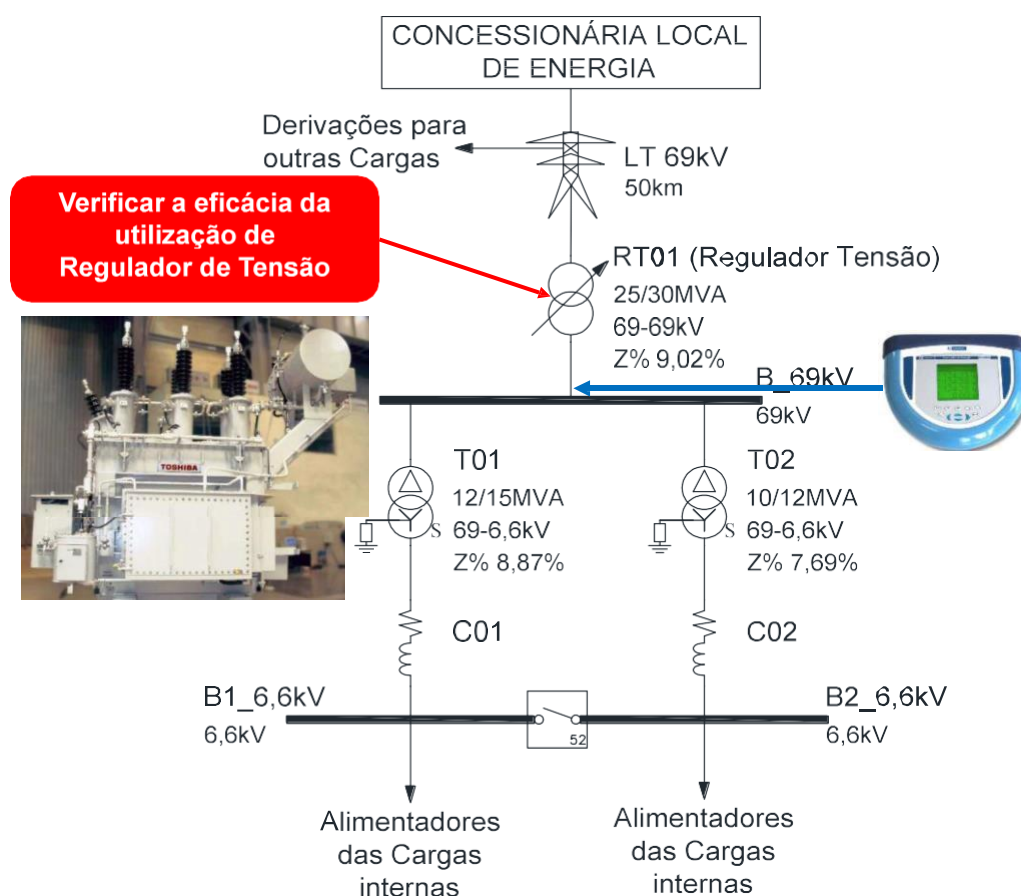 CONCESSIONÁRIA LOCAL
DE ENERGIA
Derivações para
outras Cargas
LT 69kV
50km
Verificar a eficácia da
utilização de
Regulador de Tensão
RT01 (Regulador Tensão)
25/30MVA
69-69kV
Z% 9,02%
B_69kV
69kV
TOSHIBA
T01
12/15MVA
69-6,6kV
S
Z% 8,87%
T02
10/12MVA
69-6,6kV
S
Z% 7,69%
C01
C02
B1_6,6kV
6,6kV
52
B2_6,6kV
6,6kV
Alimentadores
das Cargas
internas
Alimentadores
das Cargas
internas